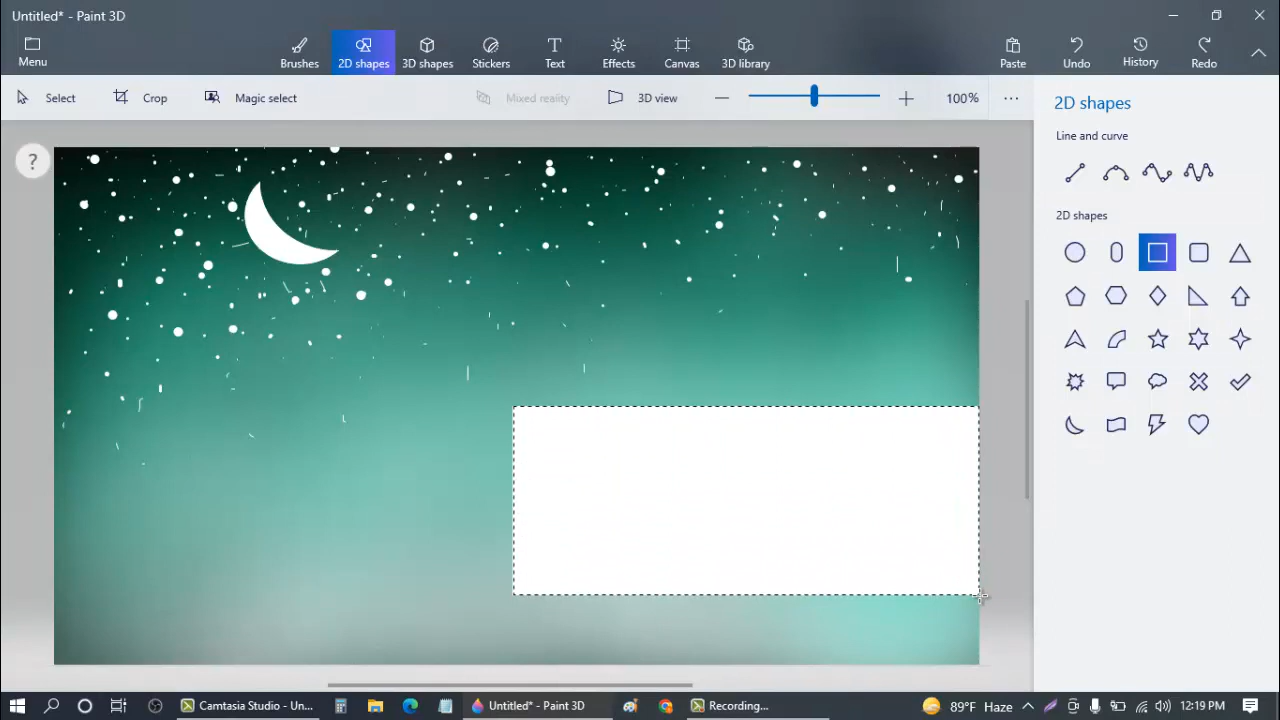 Untitled* - Paint 3D
Menu
Brushes
2D shapes
3D shapes
Stickers
Text
Effects
Canvas
3D library
Paste
Undo
History
Redo
Select
Crop
Magic select
Mixed reality
3D view
100%
2D shapes
Line and curve
2D shapes
?
Camtasia Studio - Un...
Untitled* - Paint 3D
Recording...
89°F Haze
12:19 PM